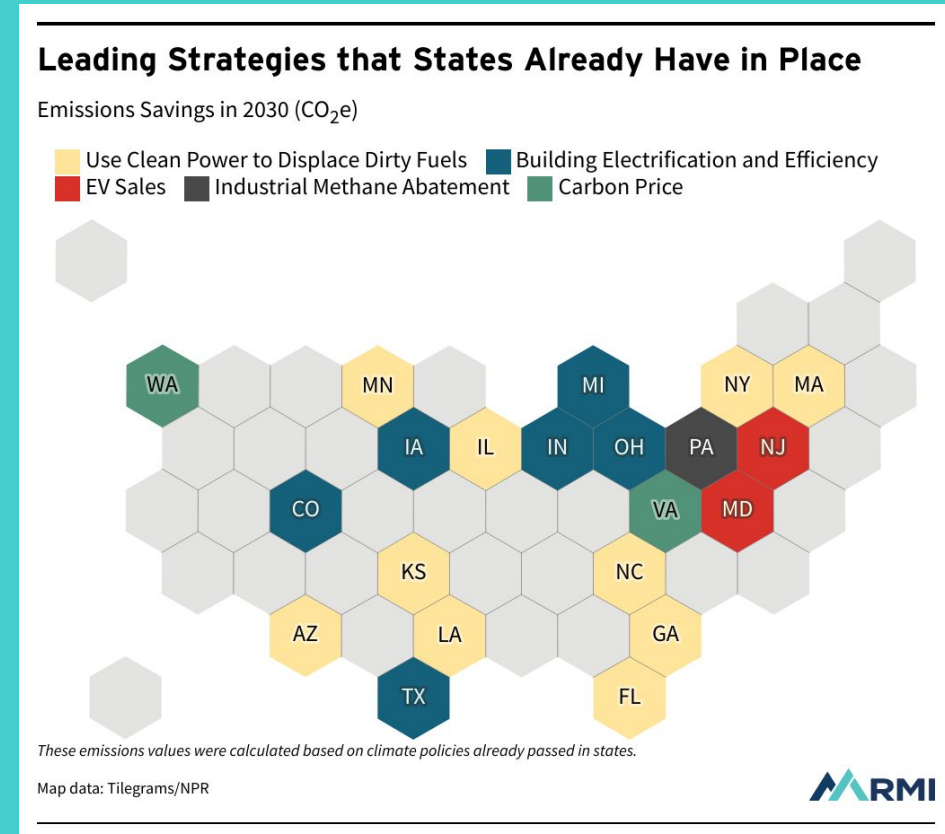 Leading Strategies that States Already Have in Place
Emissions Savings in 2030 (CO₂e)
Use Clean Power to Displace Dirty Fuels Building Electrification and Efficiency
EV Sales Industrial Methane Abatement Carbon Price
WA MN MI NY MA
IA IL IN OH PA NJ
CO VA MD
KS NC
AZ LA GA
TX FL
These emissions values were calculated based on climate policies already passed in states.
Map data: Tilegrams/NPR
RMI